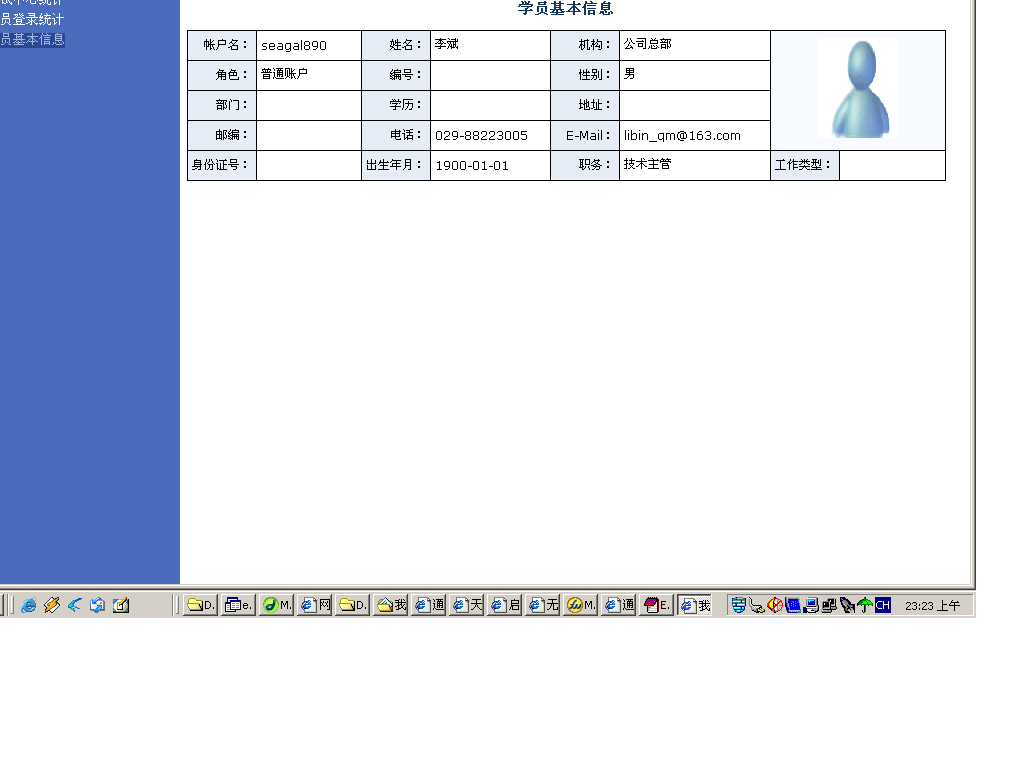 学员基本信息
员登录统计
员基本信息
帐户名： seagal890 姓名： 李斌 机构： 公司总部
角色： 普通账户 编号： 性别： 男
部门： 学历： 地址：
邮编： 电话： 029-88223005 E-Mail： libin_qm@163.com
身份证号： 出生年月： 1900-01-01 职务： 技术主管 工作类型：
D. e. M. 网 D. 我 通 天 启 无 M. 通 E. 我 CH 23:23 上午